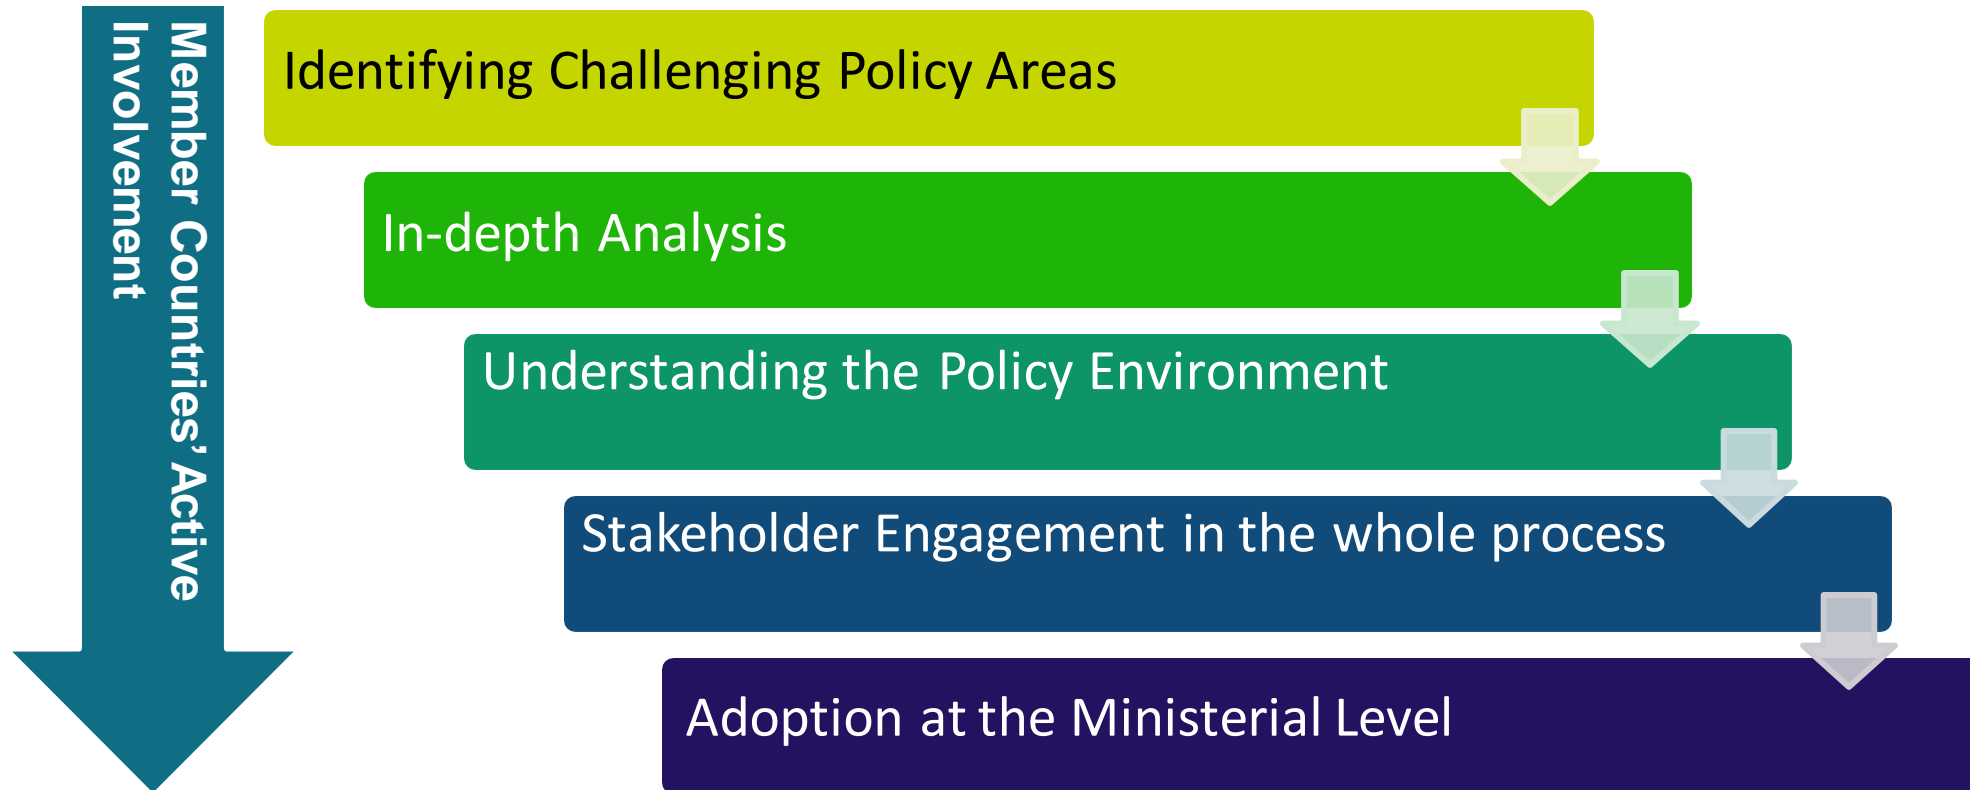 Member Countries’ Active
Involvement
Identifying Challenging Policy Areas
In-depth Analysis
Understanding the Policy Environment
Stakeholder Engagement in the whole process
Adoption at the Ministerial Level